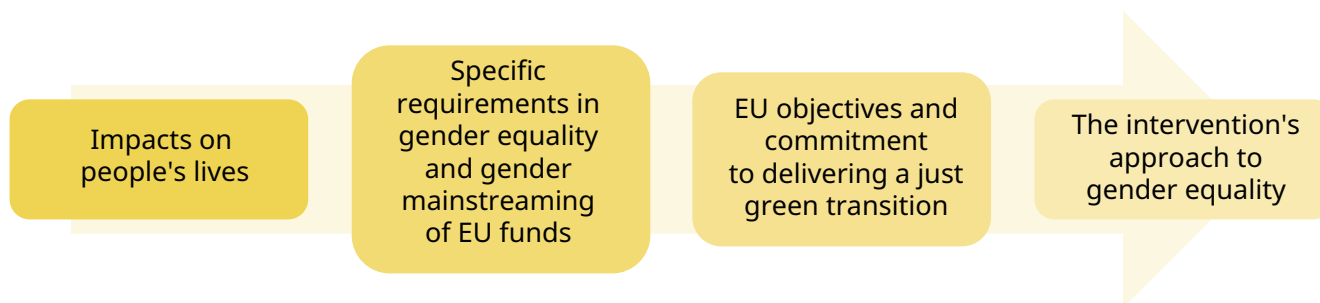 Impacts on
people's lives
Specific
requirements in
gender equality
and gender
mainstreaming
of EU funds
EU objectives and
commitment
to delivering a just
green transition
The intervention's
approach to
gender equality